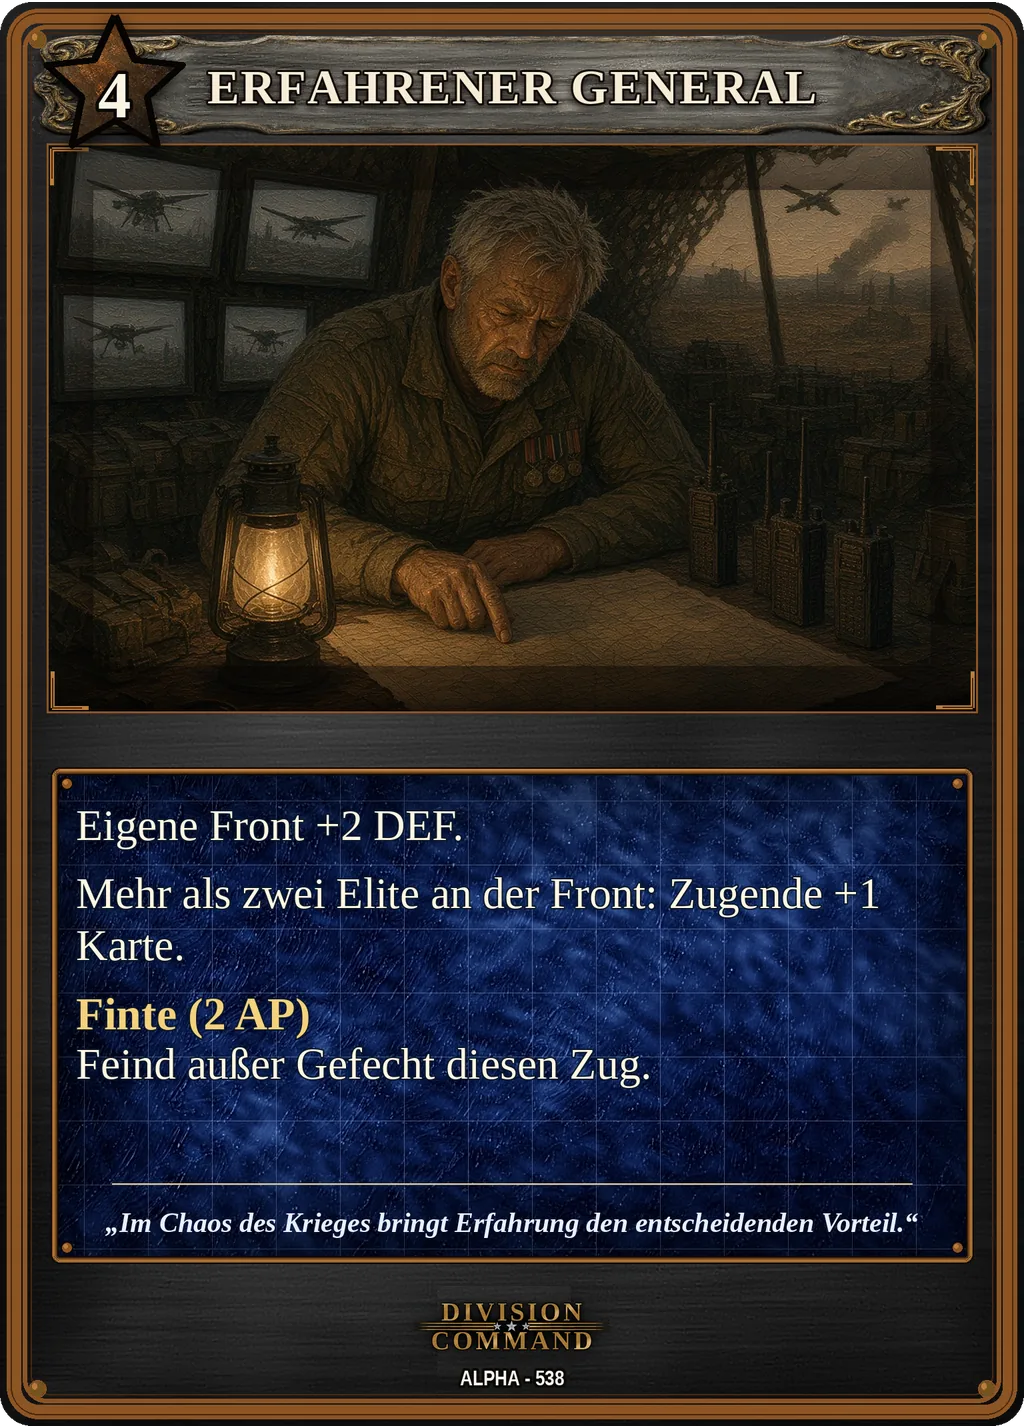 4
ERFAHRENER GENERAL
Eigene Front +2 DEF.
Mehr als zwei Elite an der Front: Zugende +1
Karte.
Finte (2 AP)
Feind außer Gefecht diesen Zug.
„Im Chaos des Krieges bringt Erfahrung den entscheidenden Vorteil.“
DIVISION
COMMAND
ALPHA - 538